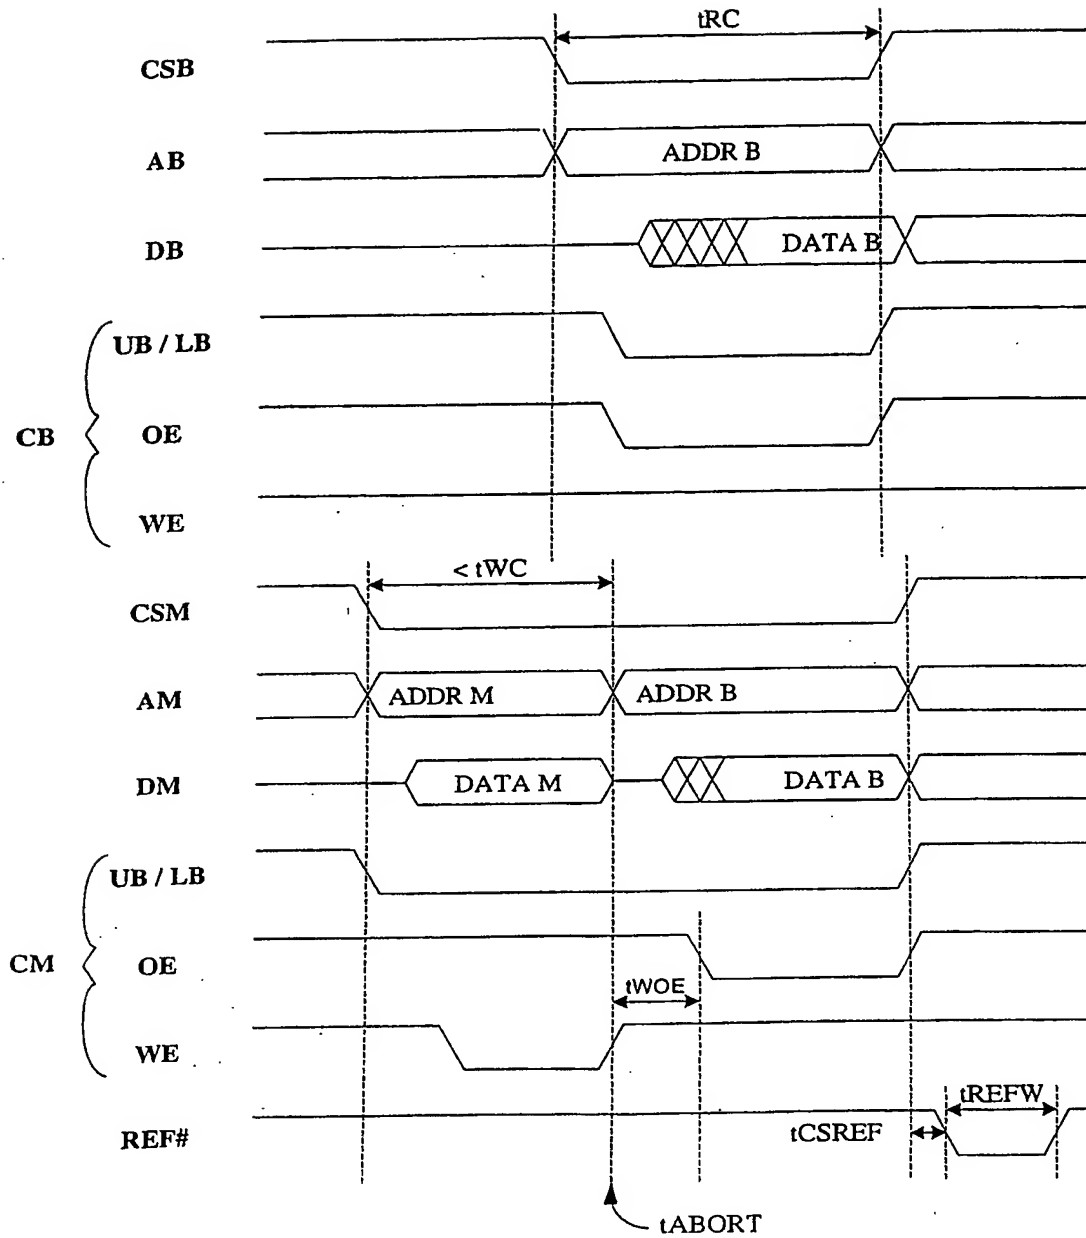 tRC
CSB
AB
ADDR B
DB
DATA B
UB / LB
CB
OE
WE
< tWC
CSM
AM
ADDR M
ADDR B
DM
DATA M
DATA B
UB / LB
CM
OE
tWOE
WE
tREFW
REF#
tCSREF
tABORT